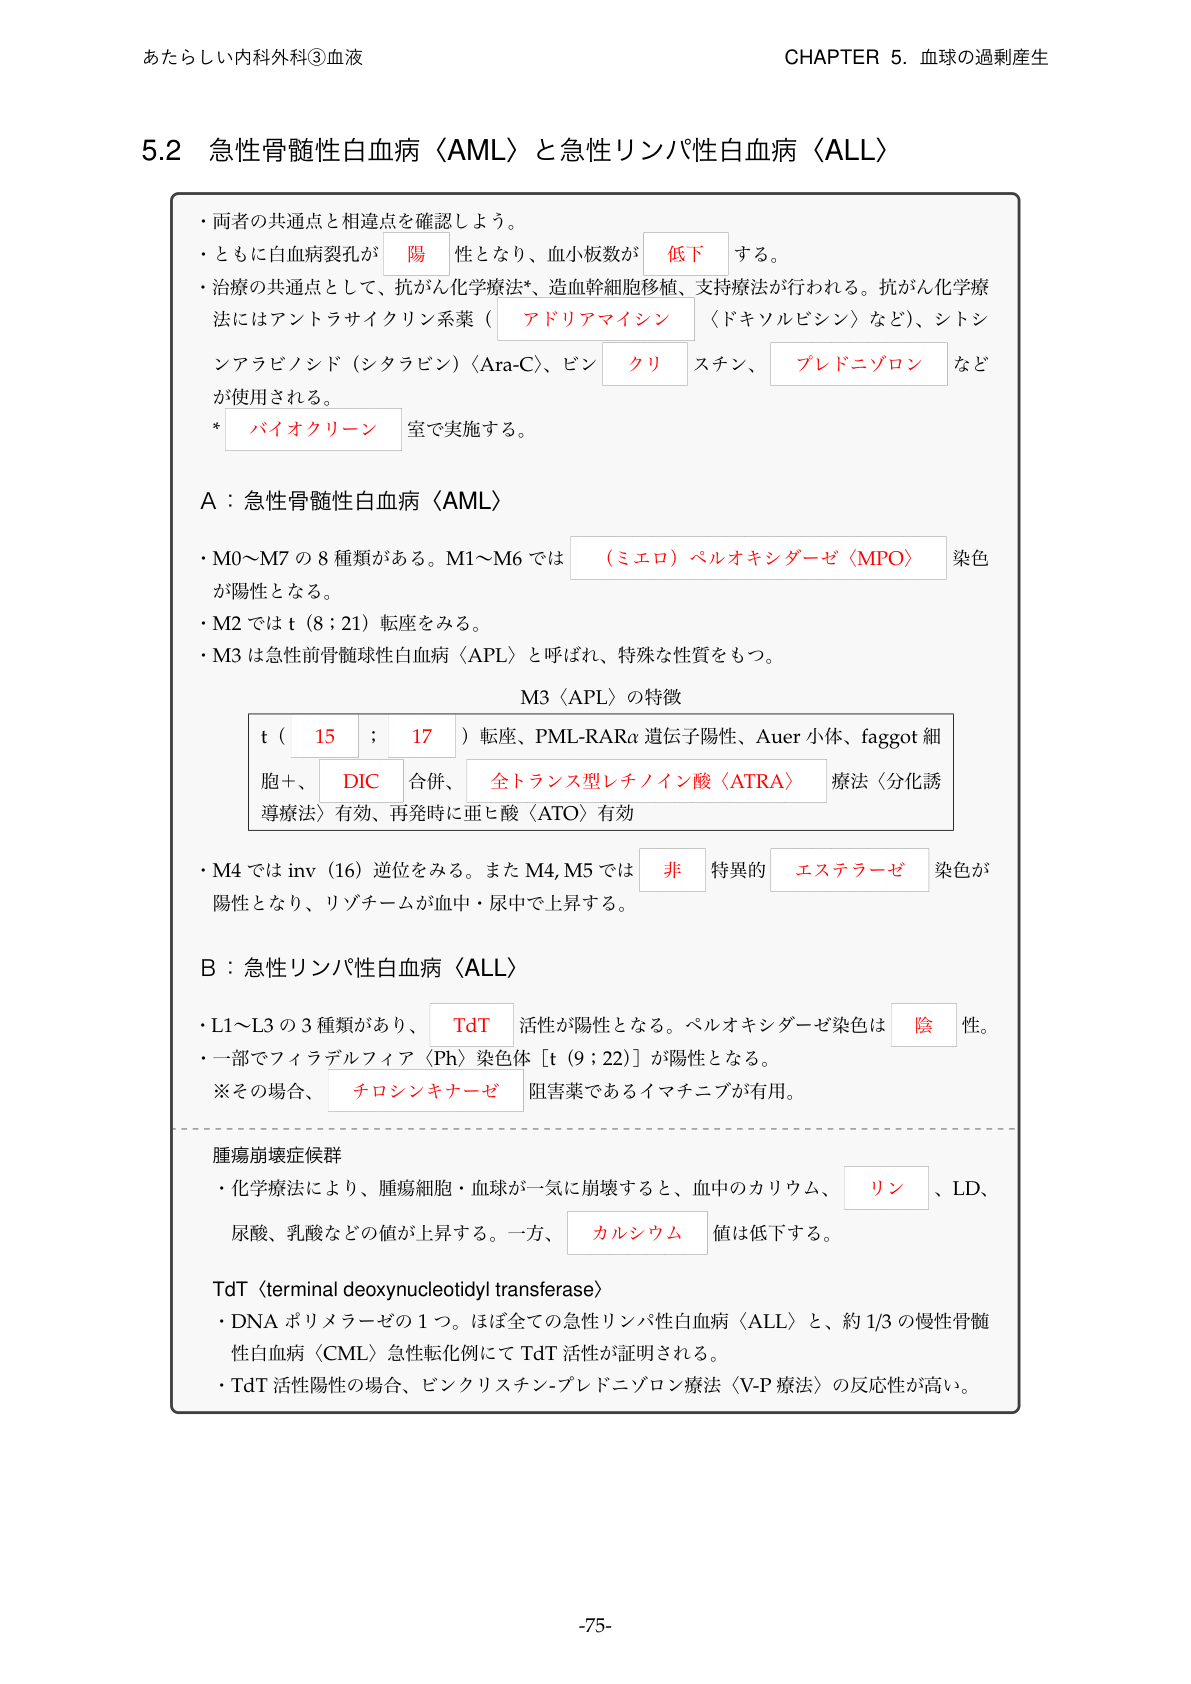 あたらしい内科外科③血液
CHAPTER 5. 血球の過剰産生
5.2 急性骨髄性白血病〈AML〉と急性リンパ性白血病〈ALL〉
・両者の共通点と相違点を確認しよう。
・ともに白血病裂孔が 陽 性となり、血小板数が 低下 する。
・治療の共通点として、抗がん化学療法*、造血幹細胞移植、支持療法が行われる。抗がん化学療
法にはアントラサイクリン系薬（ アドリアマイシン 〈ドキソルビシン〉など）、シトシ
ンアラビノシド（シタラビン）〈Ara-C〉、ビン クリ スチン、 プレドニゾロン など
が使用される。
* バイオクリーン 室で実施する。
A：急性骨髄性白血病〈AML〉
・M0〜M7 の 8 種類がある。M1〜M6 では （ミエロ）ペルオキシダーゼ〈MPO〉 染色
が陽性となる。
・M2 では t（8；21）転座をみる。
・M3 は急性前骨髄球性白血病〈APL〉と呼ばれ、特殊な性質をもつ。
M3〈APL〉の特徴
t（ 15 ； 17 ）転座、PML-RARα 遺伝子陽性、Auer 小体、faggot 細
胞＋、 DIC 合併、 全トランス型レチノイン酸〈ATRA〉 療法〈分化誘
導療法〉有効、再発時に亜ヒ酸〈ATO〉有効
・M4 では inv（16）逆位をみる。また M4, M5 では 非 特異的 エステラーゼ 染色が
陽性となり、リゾチームが血中・尿中で上昇する。
B：急性リンパ性白血病〈ALL〉
・L1〜L3 の 3 種類があり、 TdT 活性が陽性となる。ペルオキシダーゼ染色は 陰 性。
・一部でフィラデルフィア〈Ph〉染色体［t（9；22）］が陽性となる。
※その場合、 チロシンキナーゼ 阻害薬であるイマチニブが有用。
腫瘍崩壊症候群
・化学療法により、腫瘍細胞・血球が一気に崩壊すると、血中のカリウム、 リン 、LD、
尿酸、乳酸などの値が上昇する。一方、 カルシウム 値は低下する。
TdT〈terminal deoxynucleotidyl transferase〉
・DNA ポリメラーゼの 1 つ。ほぼ全ての急性リンパ性白血病〈ALL〉と、約 1/3 の慢性骨髄
性白血病〈CML〉急性転化例にて TdT 活性が証明される。
・TdT 活性陽性の場合、ビンクリスチン-プレドニゾロン療法〈V-P 療法〉の反応性が高い。
-75-